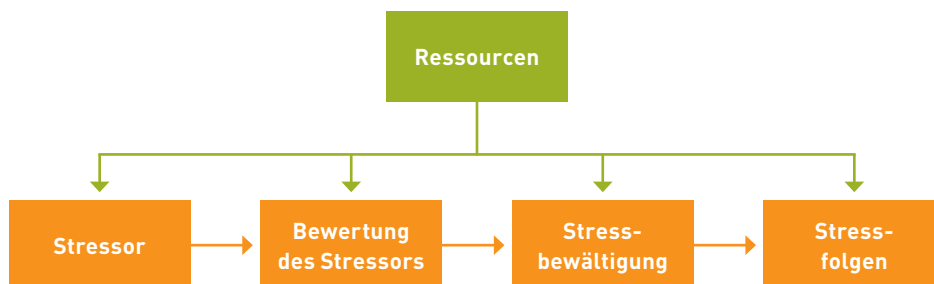 Ressourcen
Stressor
Bewertung
des Stressors
Stress-
bewältigung
Stress-
folgen